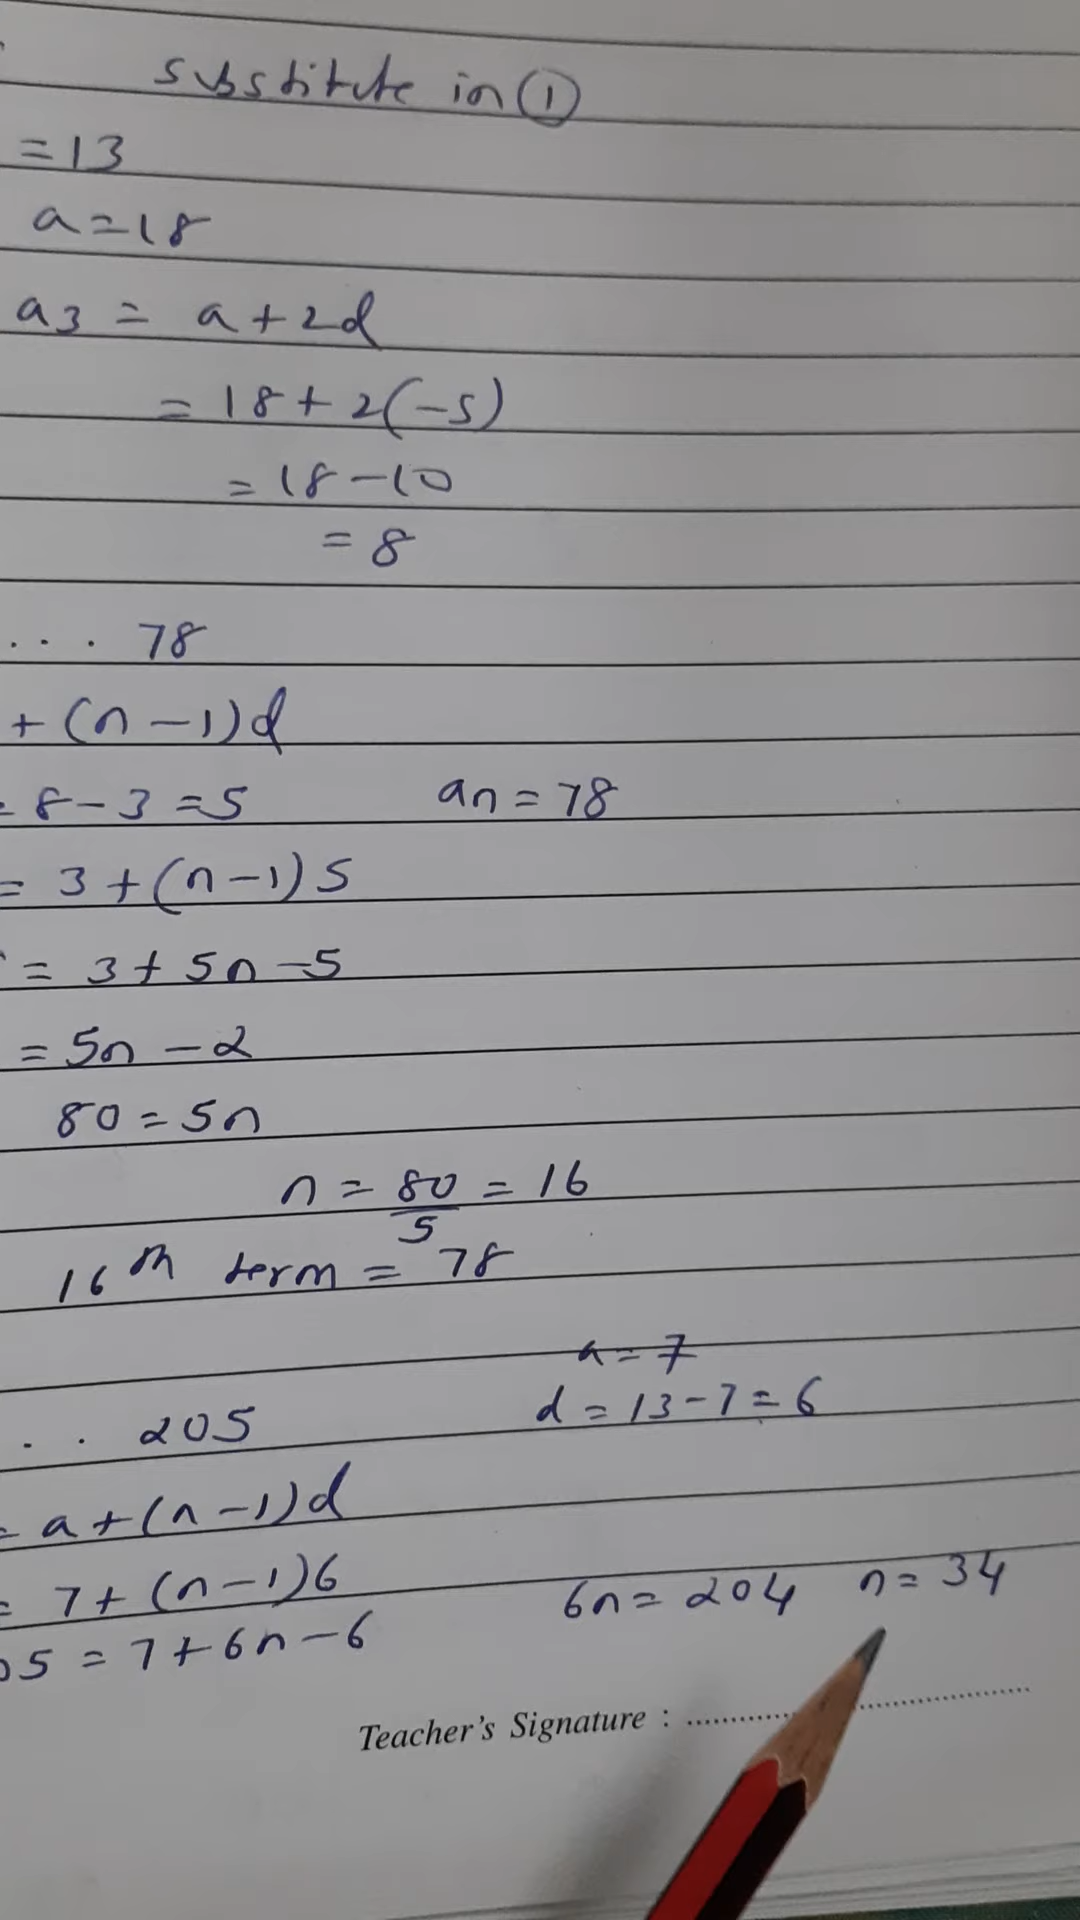 substitute in ①
=13
a=18
a3 = a+2d
= 18+2(-5)
= 18-10
= 8
... 78
+ (n-1)d
= 8-3=5 an=78
= 3+(n-1)5
= 3+5n-5
= 5n-2
80=5n
n = 80/5 = 16
16th term = 78
a=7
d=13-7=6
.. 205
= a+(n-1)d
= 7+(n-1)6
6n=204 n=34
05 = 7+6n-6
Teacher's Signature : ....................